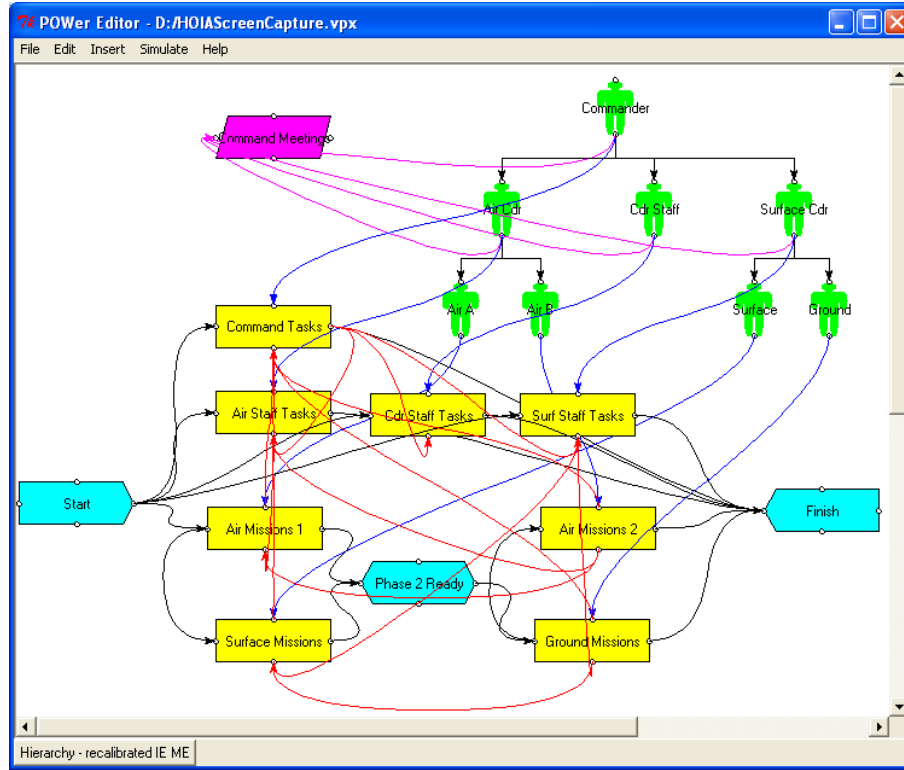 POWer Editor - D:/HOIAScreenCapture.vpx
File Edit Insert Simulate Help
Commander
Command Meetings
Air Cdr
Cdr Staff
Surface Cdr
Air A
Air B
Surface
Ground
Command Tasks
Air Staff Tasks
Cdr Staff Tasks
Surf Staff Tasks
Start
Finish
Air Missions 1
Air Missions 2
Phase 2 Ready
Surface Missions
Ground Missions
Hierarchy - recalibrated IE ME